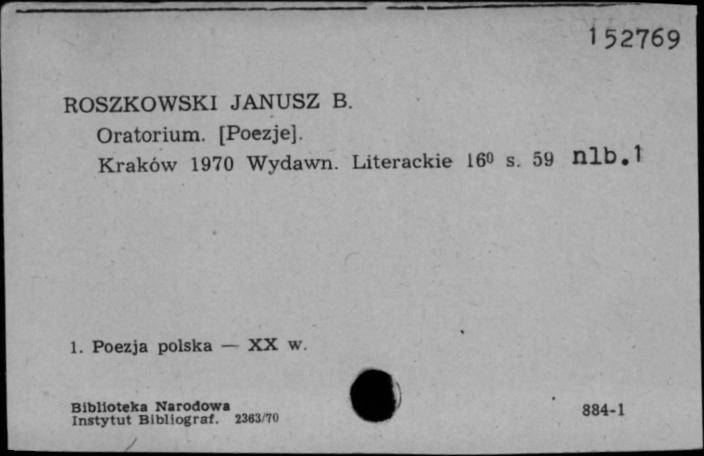 152769
ROSZKOWSKI JANUSZ B.
Oratorium. [Poezje].
Kraków 1970 Wydawn. Literackie 16⁰ s. 59 nlb.1
1. Poezja polska — XX w.
Biblioteka Narodowa
Instytut Bibliograf. 2363/70
884-1